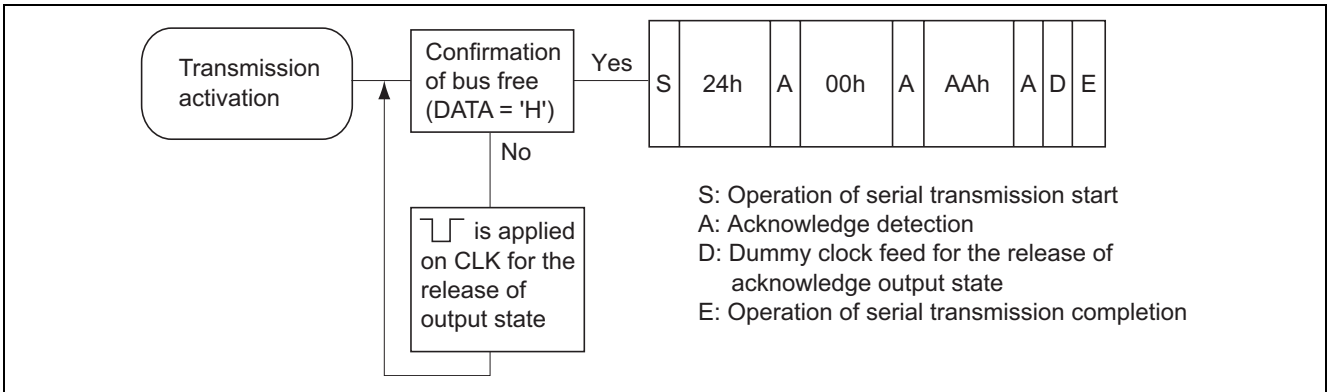 Transmission
activation
Confirmation
of bus free
(DATA = 'H')
Yes
No
is applied
on CLK for the
release of
output state
S 24h A 00h A AAh A D E
S: Operation of serial transmission start
A: Acknowledge detection
D: Dummy clock feed for the release of
acknowledge output state
E: Operation of serial transmission completion